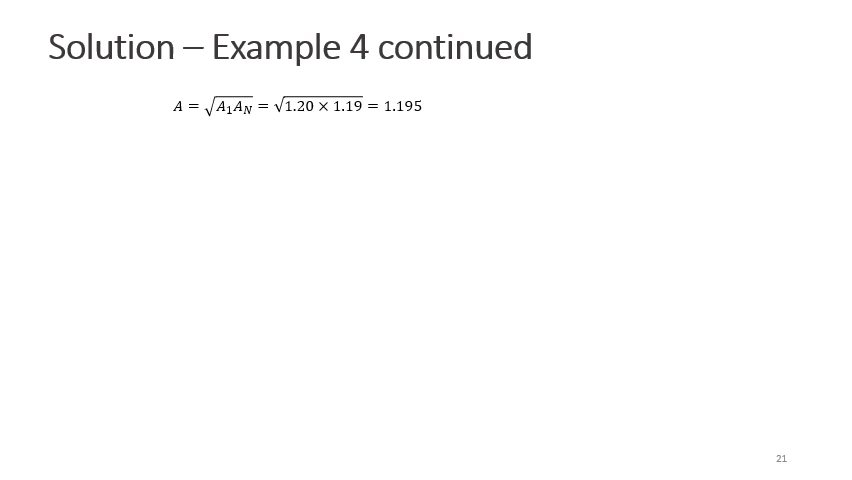 Solution – Example 4 continued
𝐴 = √(𝐴₁𝐴_𝑁) = √(1.20 × 1.19) = 1.195
21